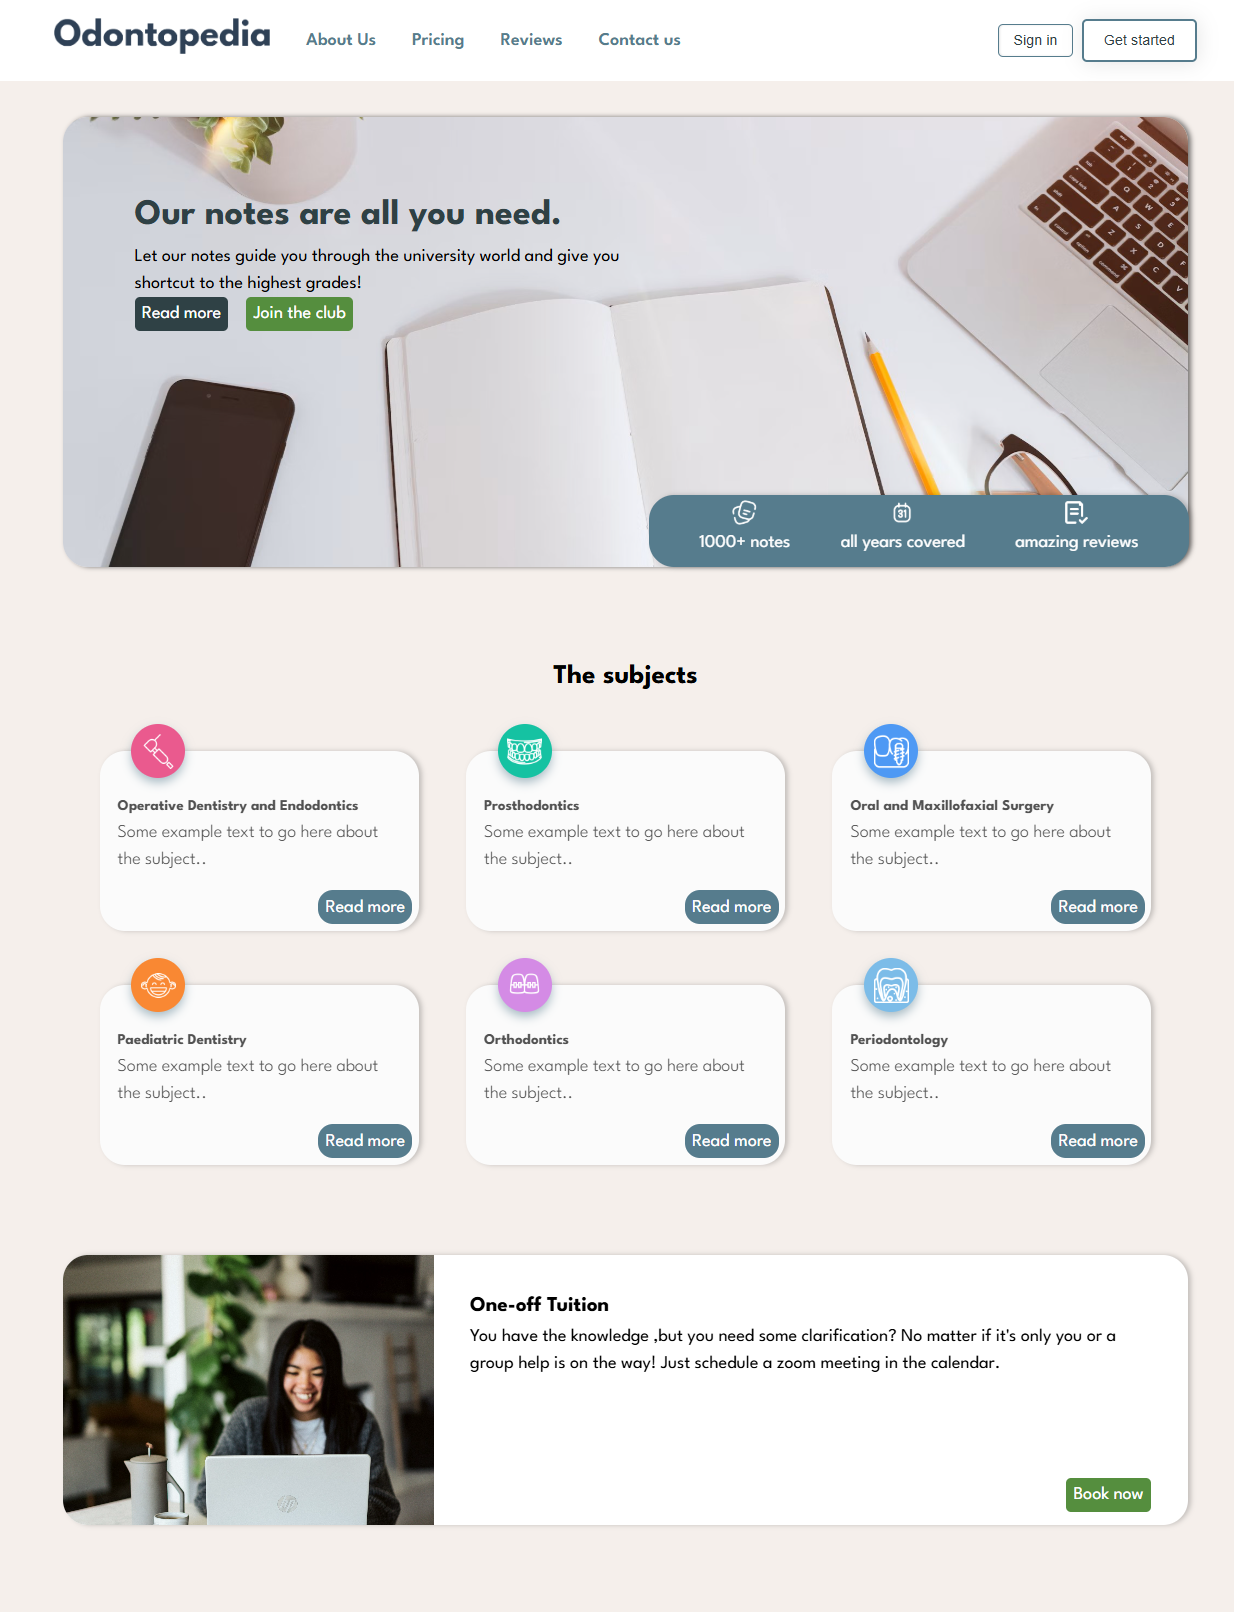 Odontopedia
About Us
Pricing
Reviews
Contact us
Sign in
Get started
Our notes are all you need.
Let our notes guide you through the university world and give you
shortcut to the highest grades!
Read more
Join the club
31
1000+ notes
all years covered
amazing reviews
The subjects
Operative Dentistry and Endodontics
Some example text to go here about
the subject..
Read more
Prosthodontics
Some example text to go here about
the subject..
Read more
Oral and Maxillofaxial Surgery
Some example text to go here about
the subject..
Read more
Paediatric Dentistry
Some example text to go here about
the subject..
Read more
Orthodontics
Some example text to go here about
the subject..
Read more
Periodontology
Some example text to go here about
the subject..
Read more
One-off Tuition
You have the knowledge ,but you need some clarification? No matter if it's only you or a
group help is on the way! Just schedule a zoom meeting in the calendar.
Book now